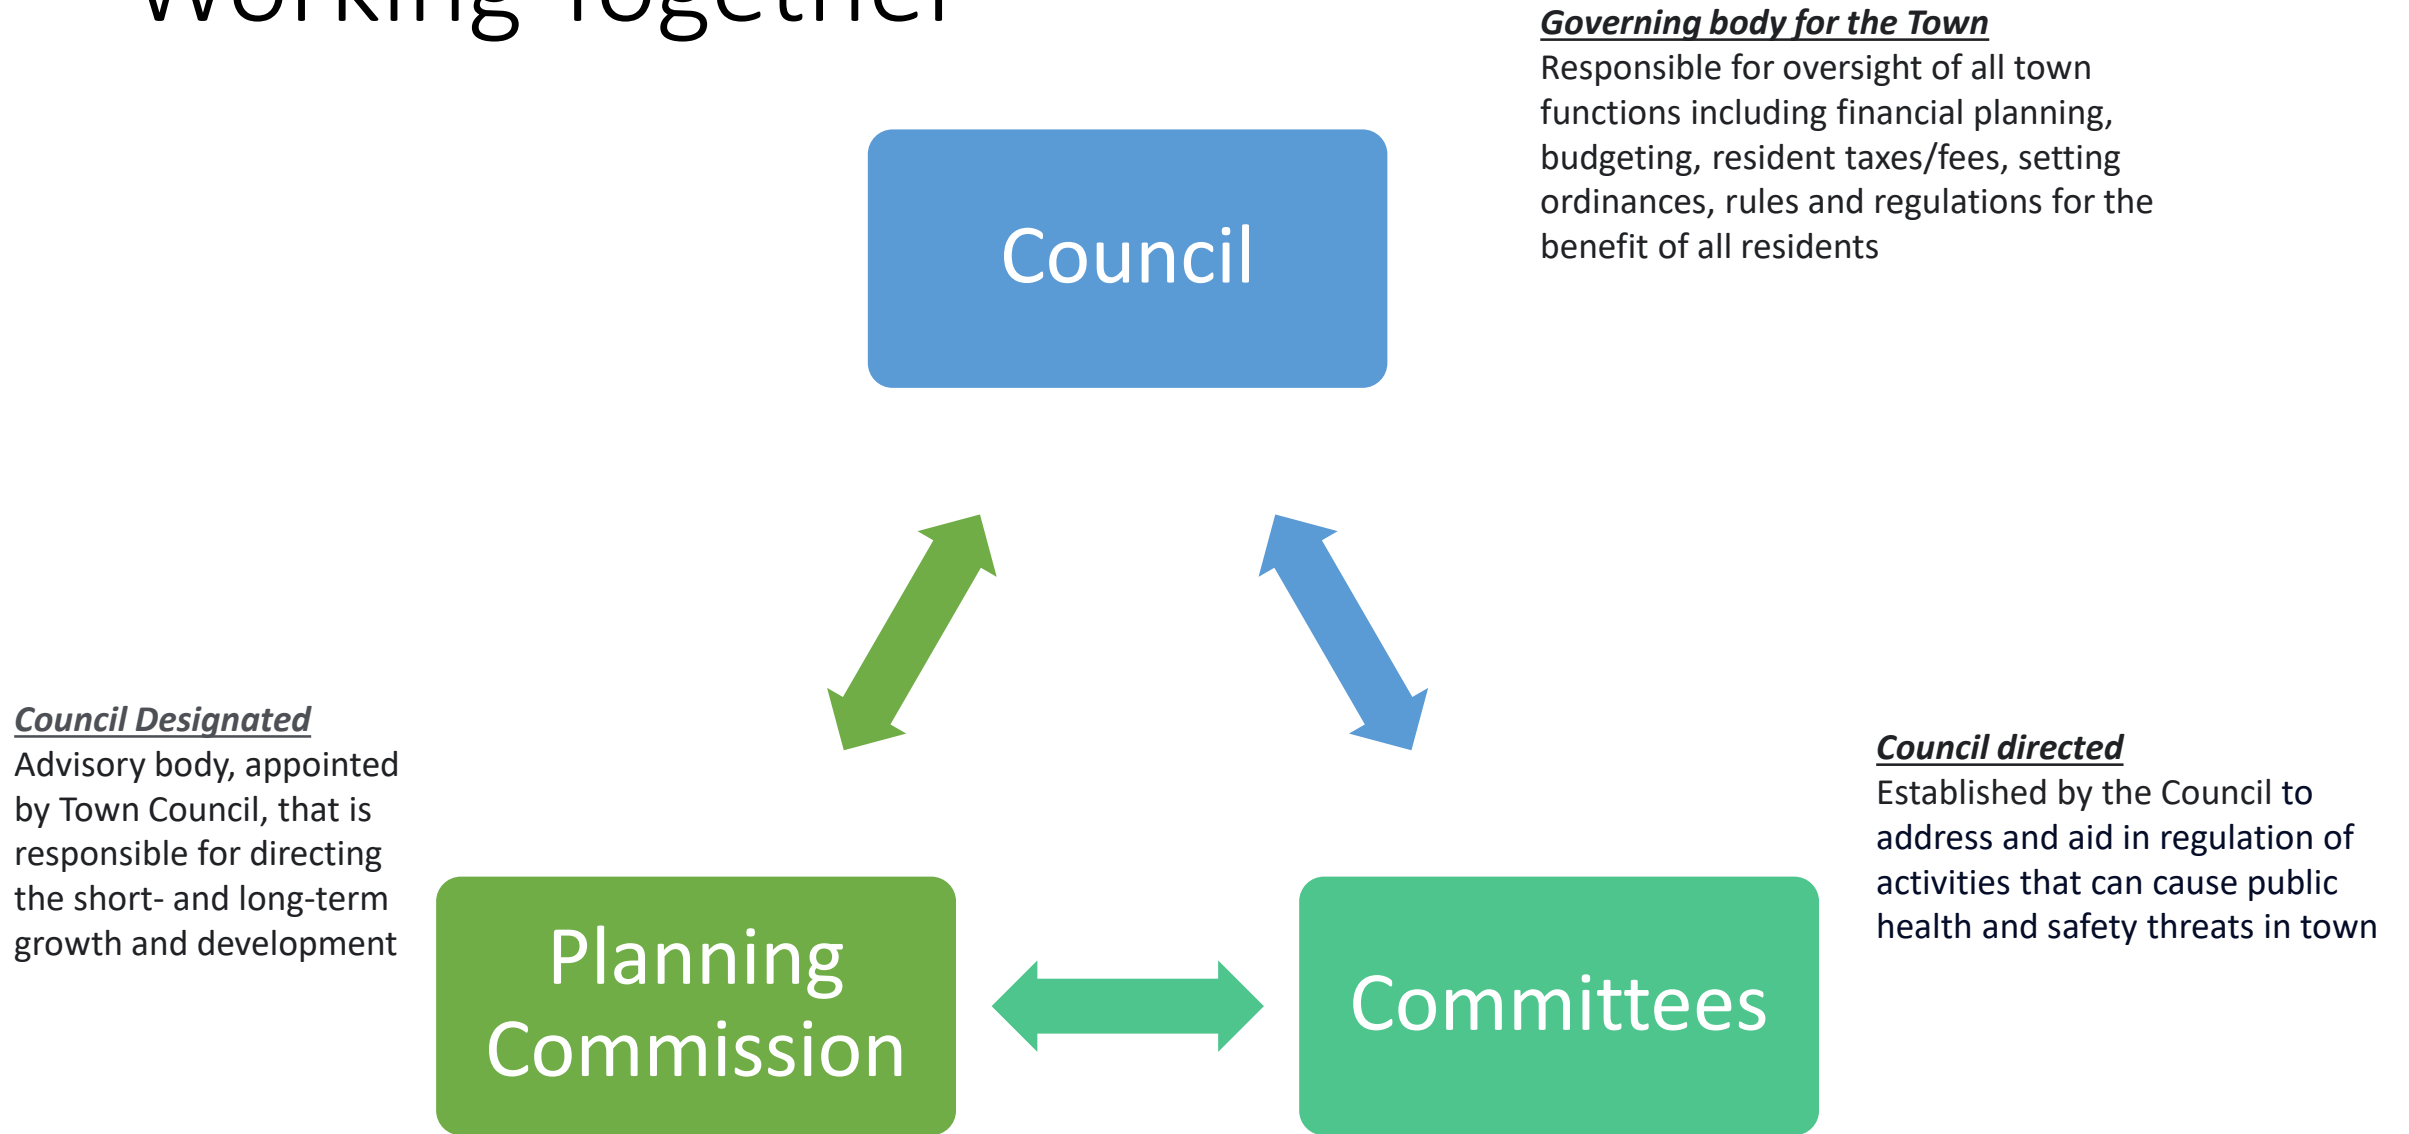 Working Together
Governing body for the Town
Responsible for oversight of all town
functions including financial planning,
budgeting, resident taxes/fees, setting
ordinances, rules and regulations for the
benefit of all residents
Council
Council Designated
Advisory body, appointed
by Town Council, that is
responsible for directing
the short- and long-term
growth and development
Council directed
Established by the Council to
address and aid in regulation of
activities that can cause public
health and safety threats in town
Planning
Commission
Committees